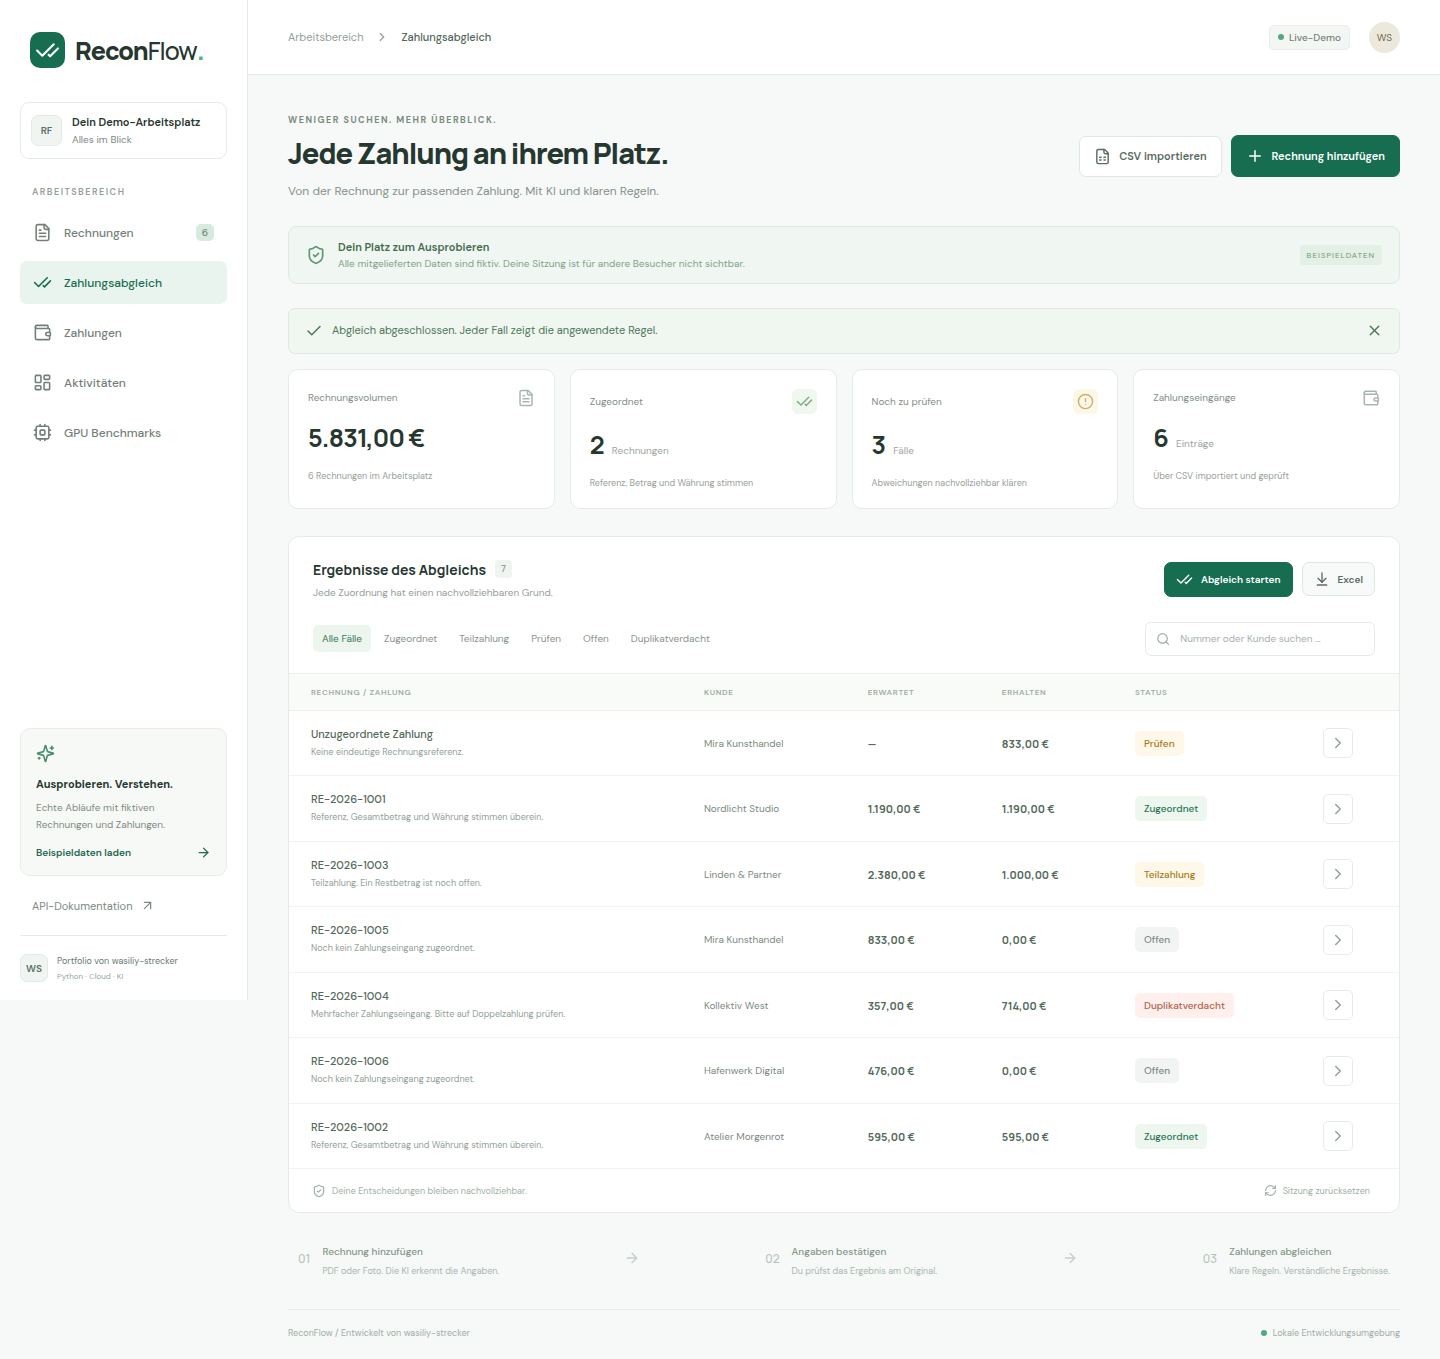 ReconFlow.
RF
Dein Demo-Arbeitsplatz
Alles im Blick
ARBEITSBEREICH
Rechnungen 6
Zahlungsabgleich
Zahlungen
Aktivitäten
GPU Benchmarks
Ausprobieren. Verstehen.
Echte Abläufe mit fiktiven
Rechnungen und Zahlungen.
Beispieldaten laden
API-Dokumentation
WS
Portfolio von wasiliy-strecker
Python · Cloud · KI
Arbeitsbereich Zahlungsabgleich
Live-Demo WS
WENIGER SUCHEN. MEHR ÜBERBLICK.
Jede Zahlung an ihrem Platz.
Von der Rechnung zur passenden Zahlung. Mit KI und klaren Regeln.
CSV importieren Rechnung hinzufügen
Dein Platz zum Ausprobieren
Alle mitgelieferten Daten sind fiktiv. Deine Sitzung ist für andere Besucher nicht sichtbar.
BEISPIELDATEN
Abgleich abgeschlossen. Jeder Fall zeigt die angewendete Regel.
Rechnungsvolumen
5.831,00 €
6 Rechnungen im Arbeitsplatz
Zugeordnet
2 Rechnungen
Referenz, Betrag und Währung stimmen
Noch zu prüfen
3 Fälle
Abweichungen nachvollziehbar klären
Zahlungseingänge
6 Einträge
Über CSV importiert und geprüft
Ergebnisse des Abgleichs 7
Jede Zuordnung hat einen nachvollziehbaren Grund.
Abgleich starten Excel
Alle Fälle Zugeordnet Teilzahlung Prüfen Offen Duplikatverdacht
Nummer oder Kunde suchen …
RECHNUNG / ZAHLUNG KUNDE ERWARTET ERHALTEN STATUS
Unzugeordnete Zahlung
Keine eindeutige Rechnungsreferenz.
Mira Kunsthandel — 833,00 € Prüfen
RE-2026-1001
Referenz, Gesamtbetrag und Währung stimmen überein.
Nordlicht Studio 1.190,00 € 1.190,00 € Zugeordnet
RE-2026-1003
Teilzahlung. Ein Restbetrag ist noch offen.
Linden & Partner 2.380,00 € 1.000,00 € Teilzahlung
RE-2026-1005
Noch kein Zahlungseingang zugeordnet.
Mira Kunsthandel 833,00 € 0,00 € Offen
RE-2026-1004
Mehrfacher Zahlungseingang. Bitte auf Doppelzahlung prüfen.
Kollektiv West 357,00 € 714,00 € Duplikatverdacht
RE-2026-1006
Noch kein Zahlungseingang zugeordnet.
Hafenwerk Digital 476,00 € 0,00 € Offen
RE-2026-1002
Referenz, Gesamtbetrag und Währung stimmen überein.
Atelier Morgenrot 595,00 € 595,00 € Zugeordnet
Deine Entscheidungen bleiben nachvollziehbar.
Sitzung zurücksetzen
01 Rechnung hinzufügen
PDF oder Foto. Die KI erkennt die Angaben.
02 Angaben bestätigen
Du prüfst das Ergebnis am Original.
03 Zahlungen abgleichen
Klare Regeln. Verständliche Ergebnisse.
ReconFlow / Entwickelt von wasiliy-strecker
Lokale Entwicklungsumgebung